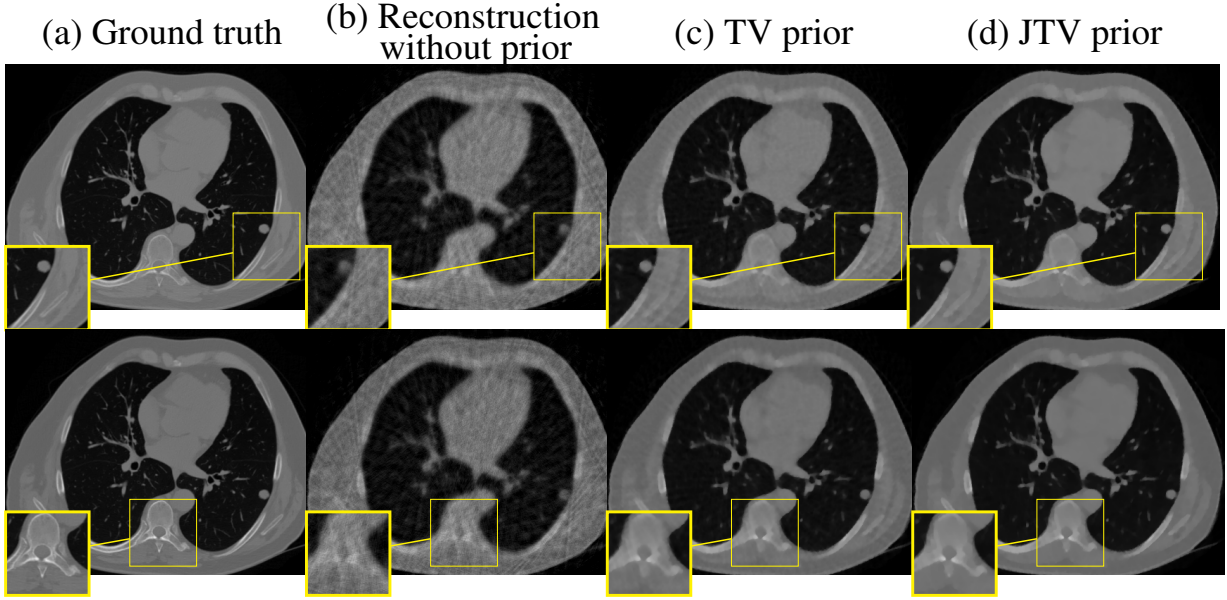 (a) Ground truth
(b) Reconstruction
without prior
(c) TV prior
(d) JTV prior